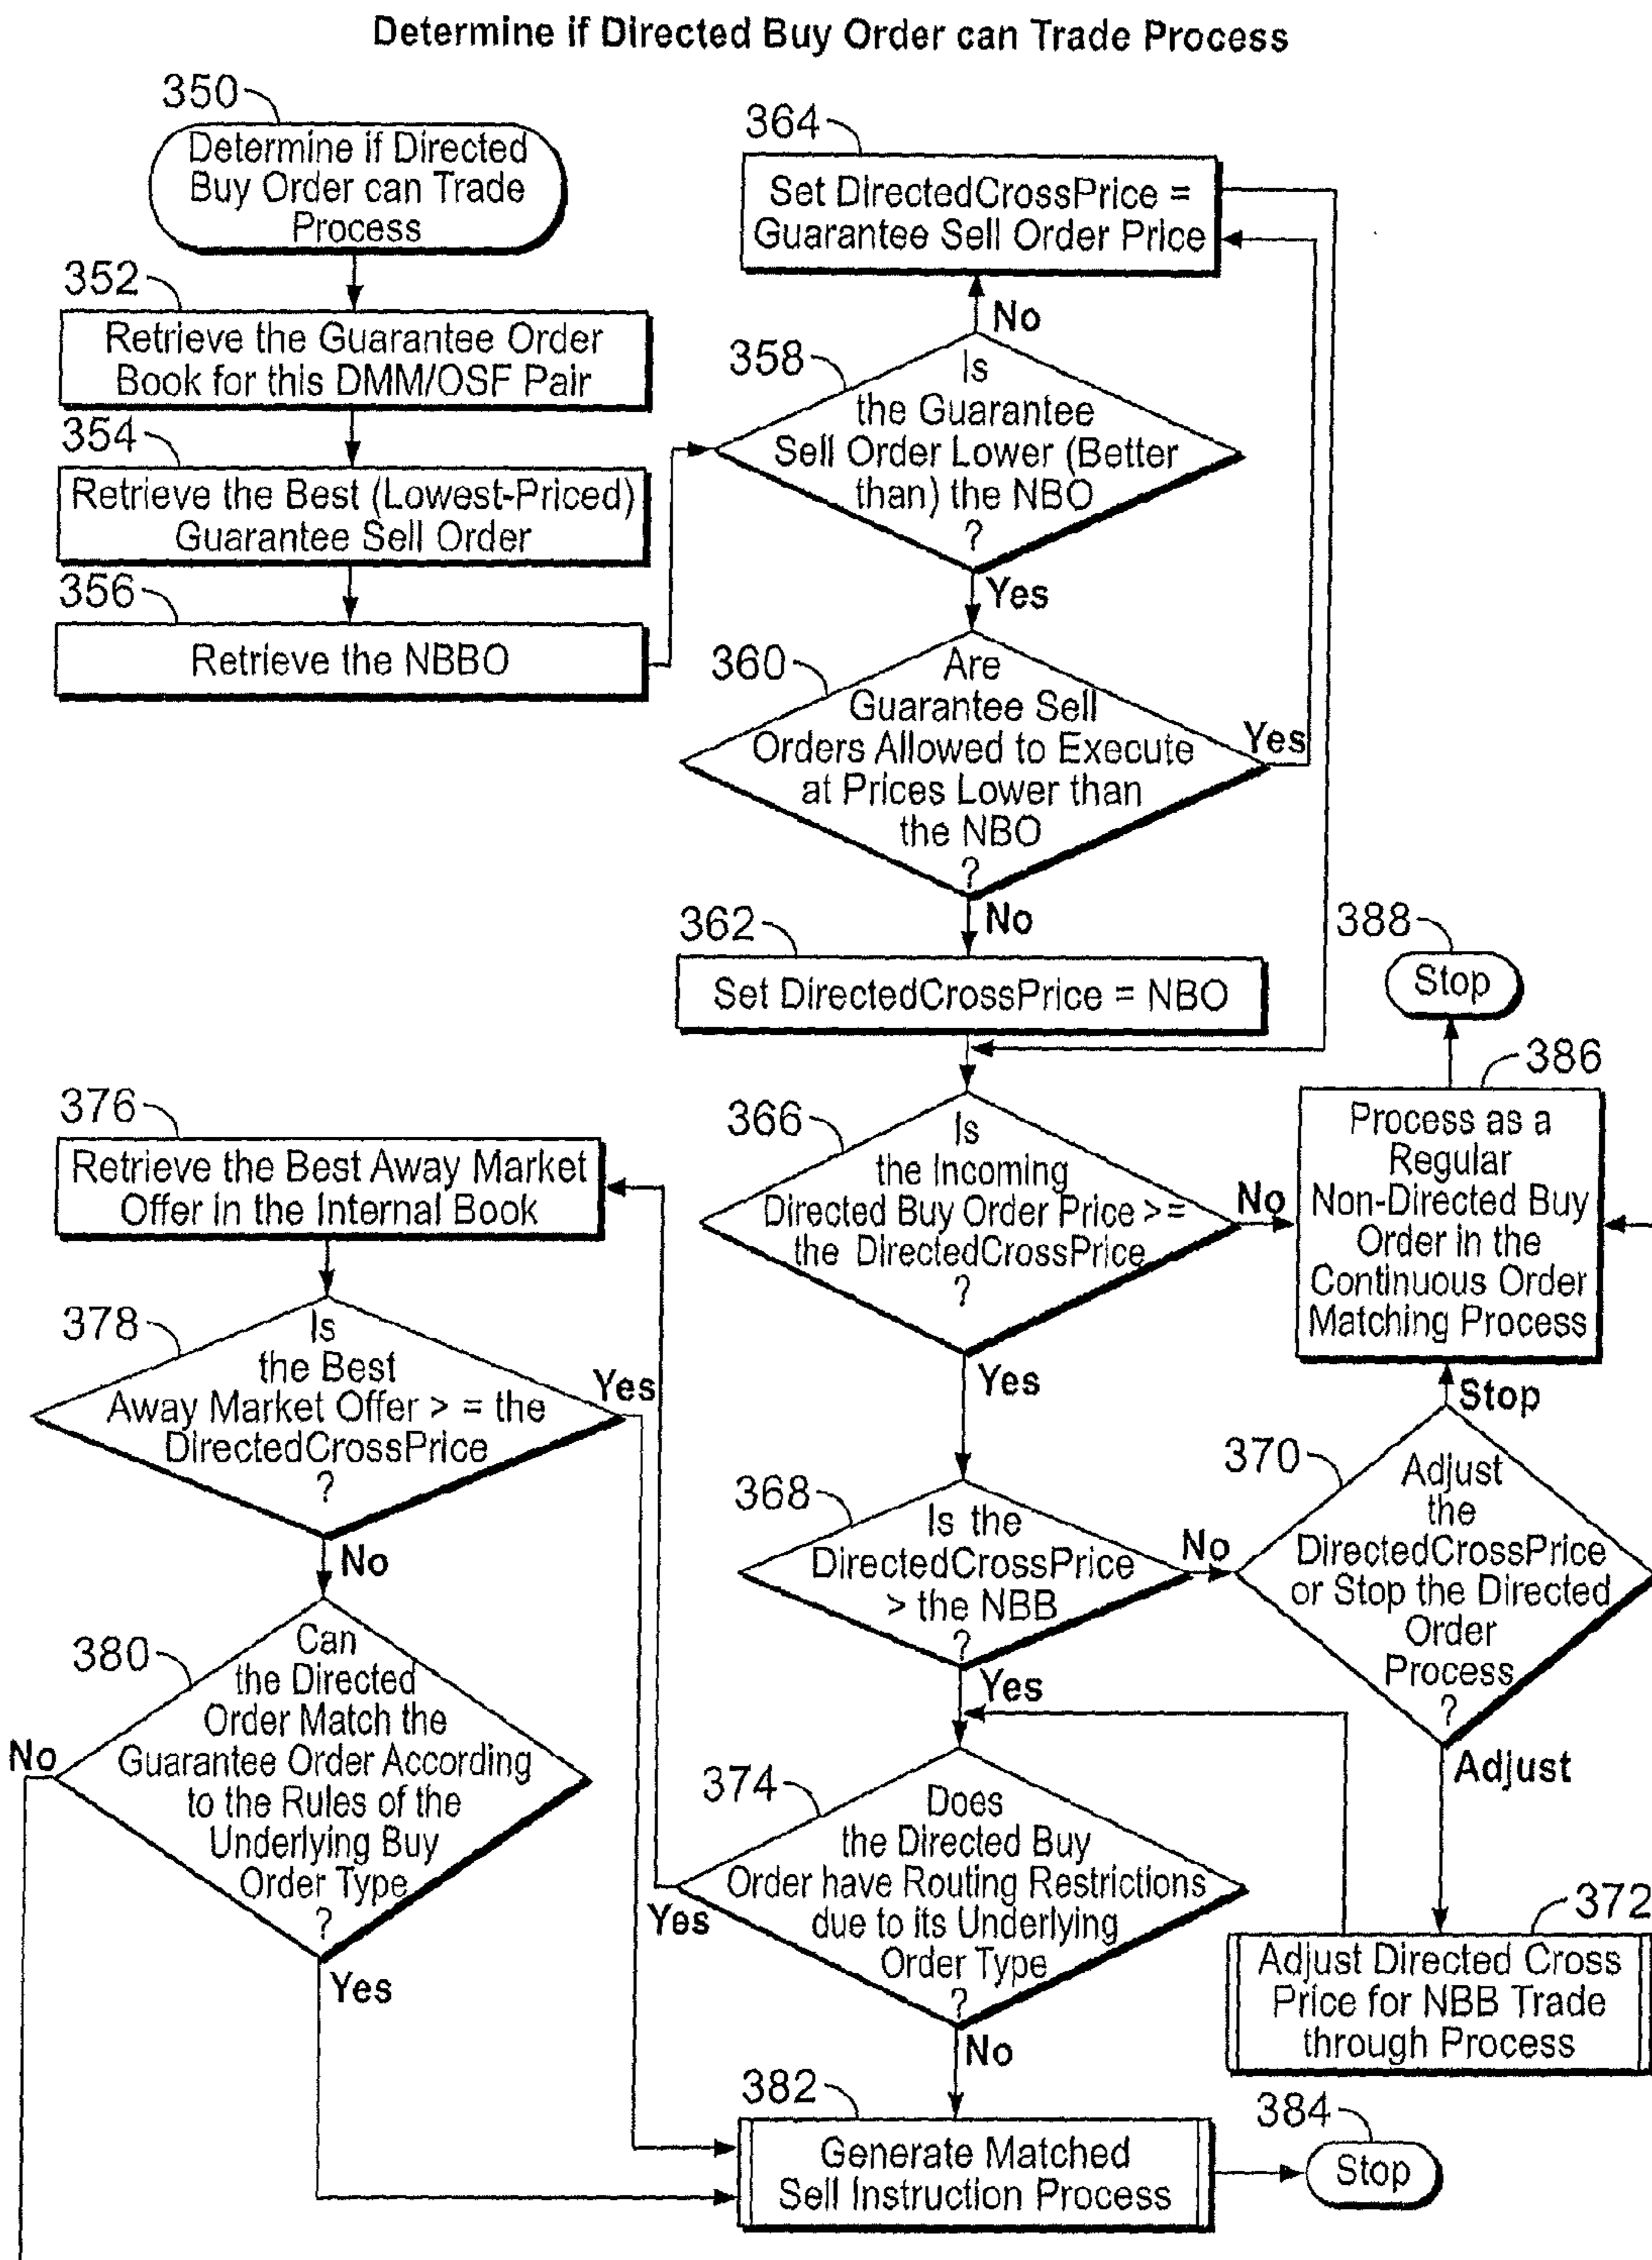 Determine if Directed Buy Order can Trade Process
350
Determine if Directed
Buy Order can Trade
Process
352
Retrieve the Guarantee Order
Book for this DMM/OSF Pair
354
Retrieve the Best (Lowest-Priced)
Guarantee Sell Order
356
Retrieve the NBBO
364
Set DirectedCrossPrice =
Guarantee Sell Order Price
No
358
Is
the Guarantee
Sell Order Lower (Better
than) the NBO
?
Yes
360
Are
Guarantee Sell
Orders Allowed to Execute
at Prices Lower than
the NBO
?
Yes
No
362
Set DirectedCrossPrice = NBO
366
Is
the Incoming
Directed Buy Order Price >=
the DirectedCrossPrice
?
No
Yes
388
Stop
386
Process as a
Regular
Non-Directed Buy
Order in the
Continuous Order
Matching Process
Stop
368
Is the
DirectedCrossPrice
> the NBB
?
No
Yes
370
Adjust
the
DirectedCrossPrice
or Stop the Directed
Order
Process
?
Adjust
372
Adjust Directed Cross
Price for NBB Trade
through Process
374
Does
the Directed Buy
Order have Routing Restrictions
due to its Underlying
Order Type
?
Yes
No
376
Retrieve the Best Away Market
Offer in the Internal Book
378
Is
the Best
Away Market Offer > = the
DirectedCrossPrice
?
Yes
No
380
Can
the Directed
Order Match the
Guarantee Order According
to the Rules of the
Underlying Buy
Order Type
?
No
Yes
382
Generate Matched
Sell Instruction Process
384
Stop